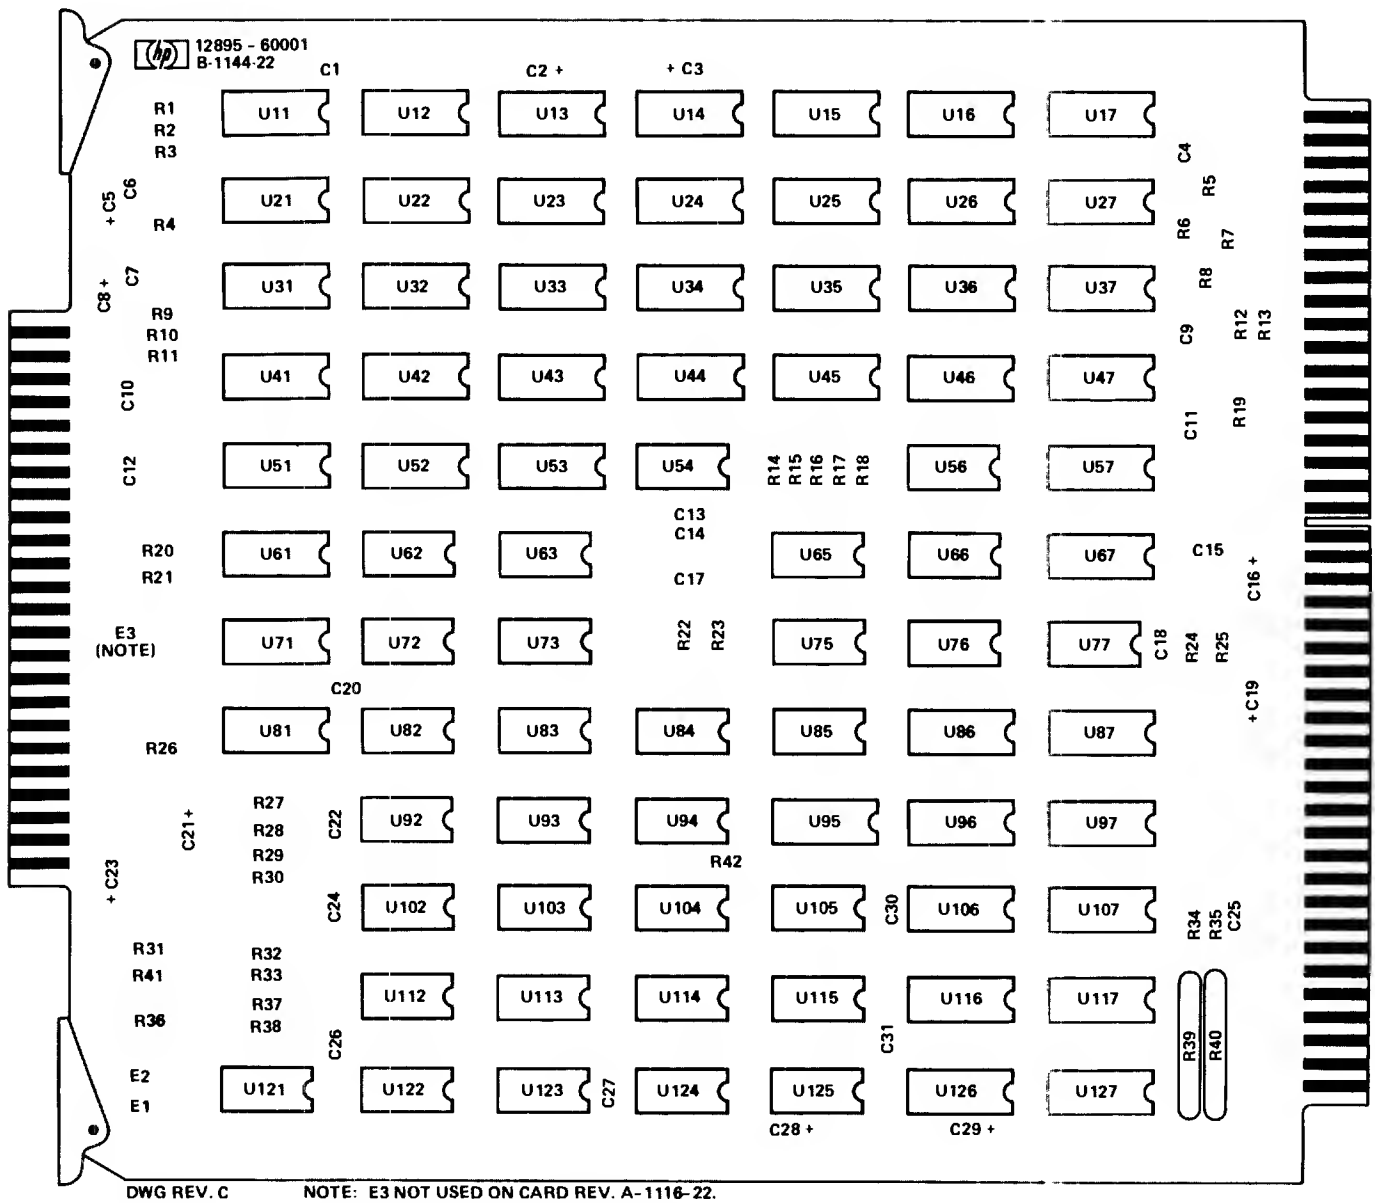 hp 12895 - 60001
B-1144-22
C1
C2 +
+ C3
R1
U11 U12 U13 U14 U15 U16 U17
R2
R3
C4
+ C5
C6
U21 U22 U23 U24 U25 U26 U27
R5
R4
R6
R7
C8 +
C7
U31 U32 U33 U34 U35 U36 U37
R8
R9
R10
R11
C9
R12
R13
C10
U41 U42 U43 U44 U45 U46 U47
C11
R19
C12
U51 U52 U53 U54
R14
R15
R16
R17
R18
U56 U57
C13
C14
R20
U61 U62 U63 U65 U66 U67
C15
R21
C17
C16 +
E3
(NOTE)
U71 U72 U73
R22
R23
U75 U76 U77
C18
R24
R25
C20
+ C19
R26
U81 U82 U83 U84 U85 U86 U87
C21 +
R27
R28
R29
R30
C22
U92 U93 U94 U95 U96 U97
R42
+ C23
C24
U102 U103 U104 U105
C30
U106 U107
R34
R35
C25
R31
R41
R36
R32
R33
R37
R38
U112 U113 U114 U115 U116 U117
C26
C31
R39
R40
E2
E1
U121 U122 U123
C27
U124 U125 U126 U127
C28 +
C29 +
DWG REV. C
NOTE: E3 NOT USED ON CARD REV. A-1116-22.